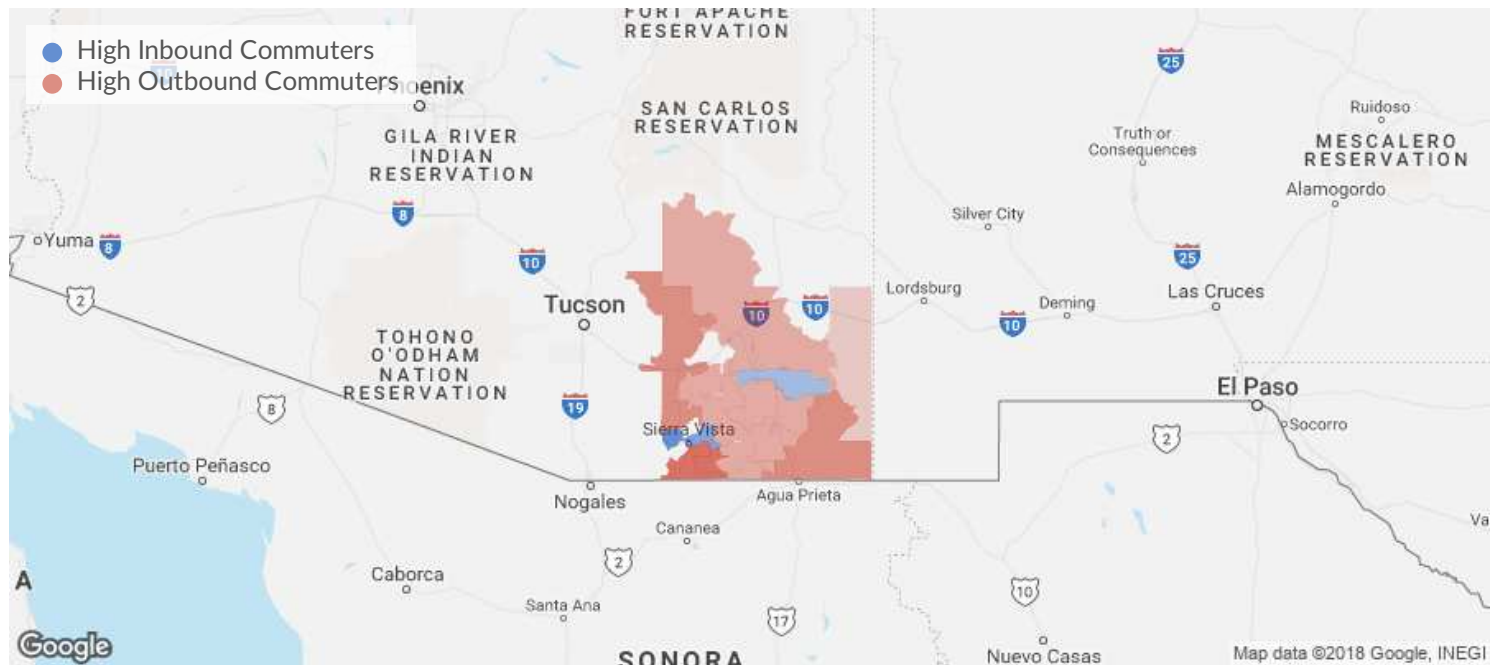 High Inbound Commuters
High Outbound Commuters
FORT APACHE
RESERVATION
10
25
Phoenix
SAN CARLOS
RESERVATION
Ruidoso
GILA RIVER
INDIAN
RESERVATION
Truth or
Consequences
MESCALERO
RESERVATION
Alamogordo
8
Silver City
Yuma
8
10
25
2
Tucson
10
10
Lordsburg
Deming
Las Cruces
10
TOHONO
O'ODHAM
NATION
RESERVATION
El Paso
8
19
Sierra Vista
2
Socorro
Puerto Peñasco
Nogales
Agua Prieta
Cananea
Va
2
A
Caborca
10
Santa Ana
17
SONORA
Nuevo Casas
Google
Map data ©2018 Google, INEGI